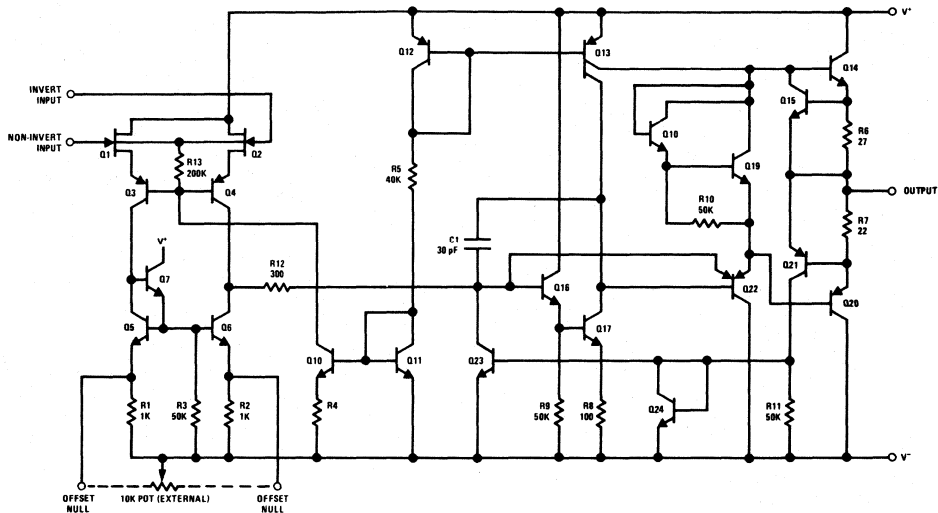 V+
Q12
Q13
Q14
INVERT
INPUT
Q15
NON-INVERT
INPUT
Q1
Q2
R13
200K
Q10
R6
27
R5
40K
Q3
Q4
Q19
OUTPUT
R10
50K
R7
22
V+
C1
30 pF
Q7
R12
300
Q21
Q16
Q22
Q20
Q5
Q6
Q17
Q10
Q11
Q23
R1
1K
R3
50K
R2
1K
R4
R9
50K
R8
100
Q24
R11
50K
V-
OFFSET
NULL
10K POT (EXTERNAL)
OFFSET
NULL